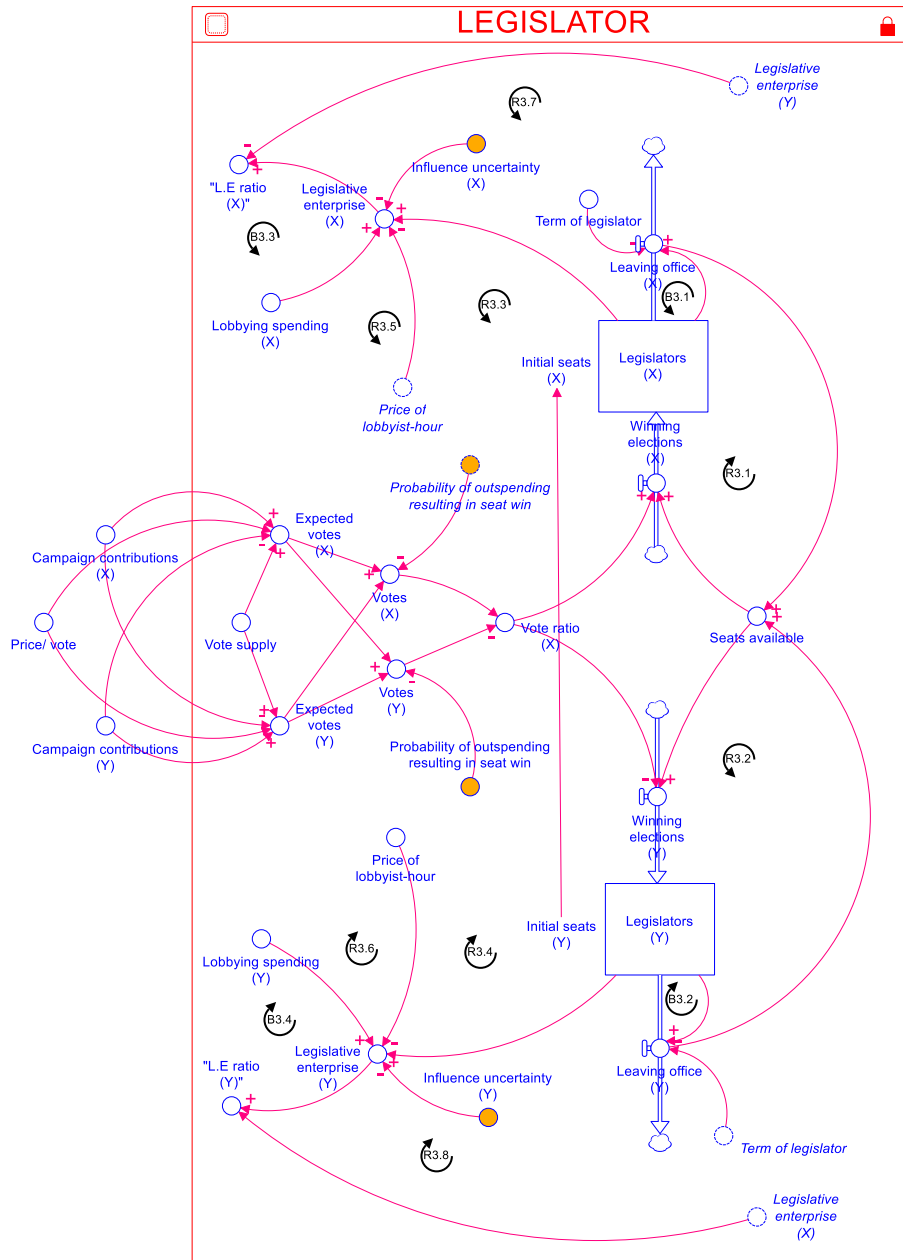 LEGISLATOR
Legislative
enterprise
(Y)
R3.7
Influence uncertainty
(X)
"L.E ratio
(X)"
Legislative
enterprise
(X)
Term of legislator
B3.3
Leaving office
(X)
B3.1
R3.3
Lobbying spending
(X)
R3.5
Initial seats
(X)
Legislators
(X)
Price of
lobbyist-hour
Winning
elections
(X)
R3.1
Probability of outspending
resulting in seat win
Expected
votes
(X)
Campaign contributions
(X)
Votes
(X)
Price/ vote
Vote supply
Vote ratio
(X)
Seats available
Votes
(Y)
Expected
votes
(Y)
Campaign contributions
(Y)
Probability of outspending
resulting in seat win
R3.2
Winning
elections
(Y)
Price of
lobbyist-hour
Initial seats
(Y)
Legislators
(Y)
R3.6
R3.4
Lobbying spending
(Y)
B3.2
B3.4
Legislative
enterprise
(Y)
"L.E ratio
(Y)"
Influence uncertainty
(Y)
Leaving office
(Y)
R3.8
Term of legislator
Legislative
enterprise
(X)